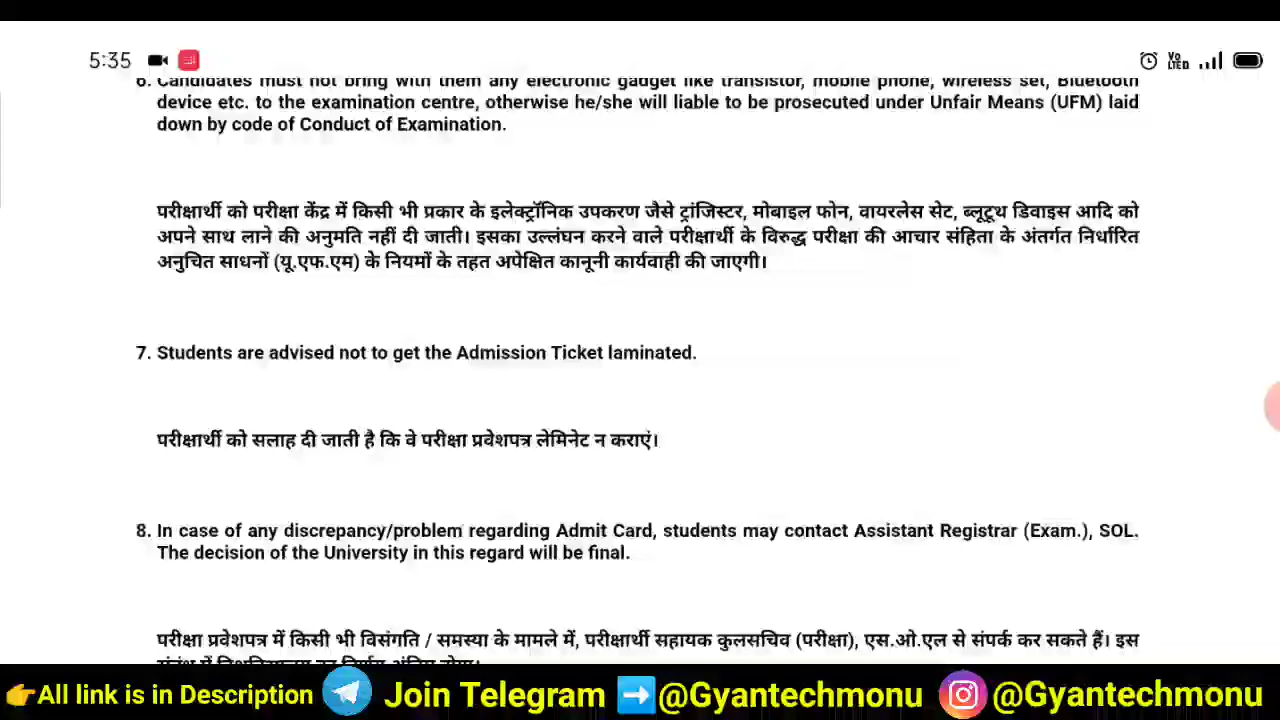 5:35
Vo LTED
6. Candidates must not bring with them any electronic gadget like transistor, mobile phone, wireless set, Bluetooth
device etc. to the examination centre, otherwise he/she will liable to be prosecuted under Unfair Means (UFM) laid
down by code of Conduct of Examination.
परीक्षार्थी को परीक्षा केंद्र में किसी भी प्रकार के इलेक्ट्रॉनिक उपकरण जैसे ट्रांजिस्टर, मोबाइल फोन, वायरलेस सेट, ब्लूटूथ डिवाइस आदि को
अपने साथ लाने की अनुमति नहीं दी जाती। इसका उल्लंघन करने वाले परीक्षार्थी के विरुद्ध परीक्षा की आचार संहिता के अंतर्गत निर्धारित
अनुचित साधनों (यू.एफ.एम) के नियमों के तहत अपेक्षित कानूनी कार्यवाही की जाएगी।
7. Students are advised not to get the Admission Ticket laminated.
परीक्षार्थी को सलाह दी जाती है कि वे परीक्षा प्रवेशपत्र लेमिनेट न कराएं।
8. In case of any discrepancy/problem regarding Admit Card, students may contact Assistant Registrar (Exam.), SOL.
The decision of the University in this regard will be final.
परीक्षा प्रवेशपत्र में किसी भी विसंगति / समस्या के मामले में, परीक्षार्थी सहायक कुलसचिव (परीक्षा), एस.ओ.एल से संपर्क कर सकते हैं। इस
👉All link is in Description Join Telegram ➡️@Gyantechmonu @Gyantechmonu